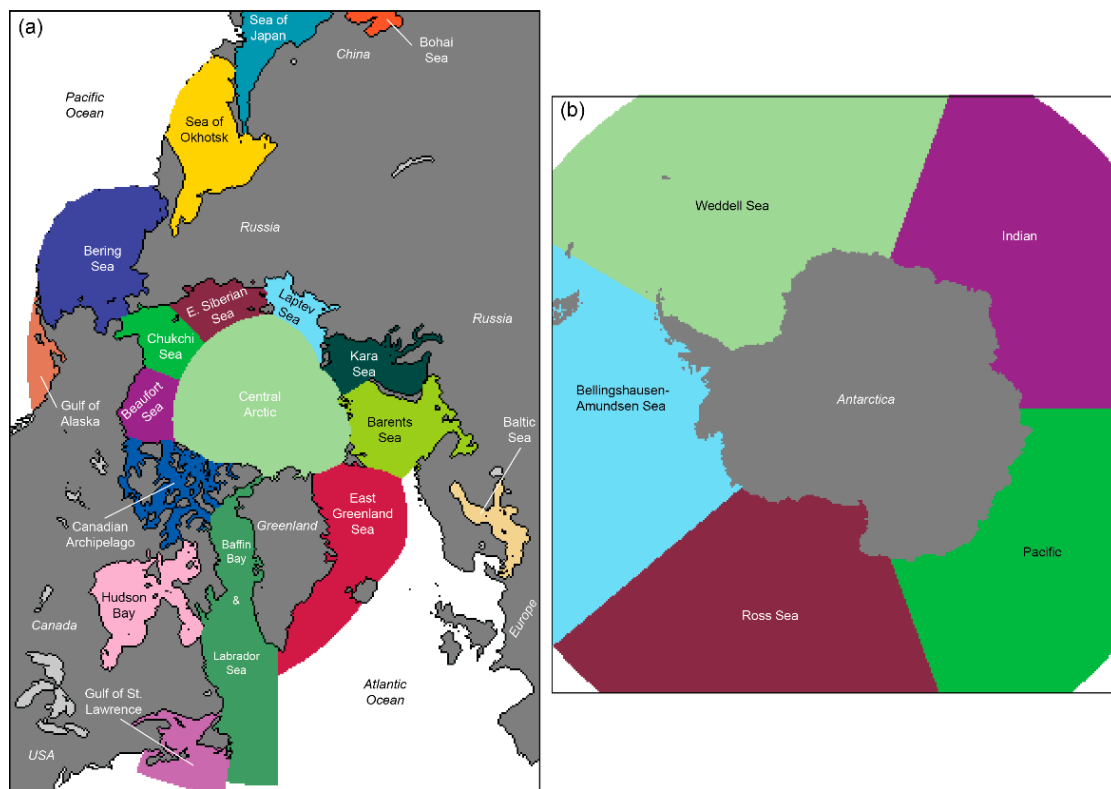 (a)
Sea of
Japan
Bohai
Sea
China
Pacific
Ocean
Sea of
Okhotsk
Russia
Bering
Sea
E. Siberian
Sea
Laptev
Sea
Russia
Chukchi
Sea
Kara
Sea
Gulf of
Alaska
Beaufort
Sea
Central
Arctic
Barents
Sea
Baltic
Sea
Canadian
Archipelago
Greenland
East
Greenland
Sea
Baffin
Bay
&
Labrador
Sea
Hudson
Bay
Canada
Europe
Gulf of St.
Lawrence
Atlantic
Ocean
USA
(b)
Weddell Sea
Indian
Bellingshausen-
Amundsen Sea
Antarctica
Pacific
Ross Sea